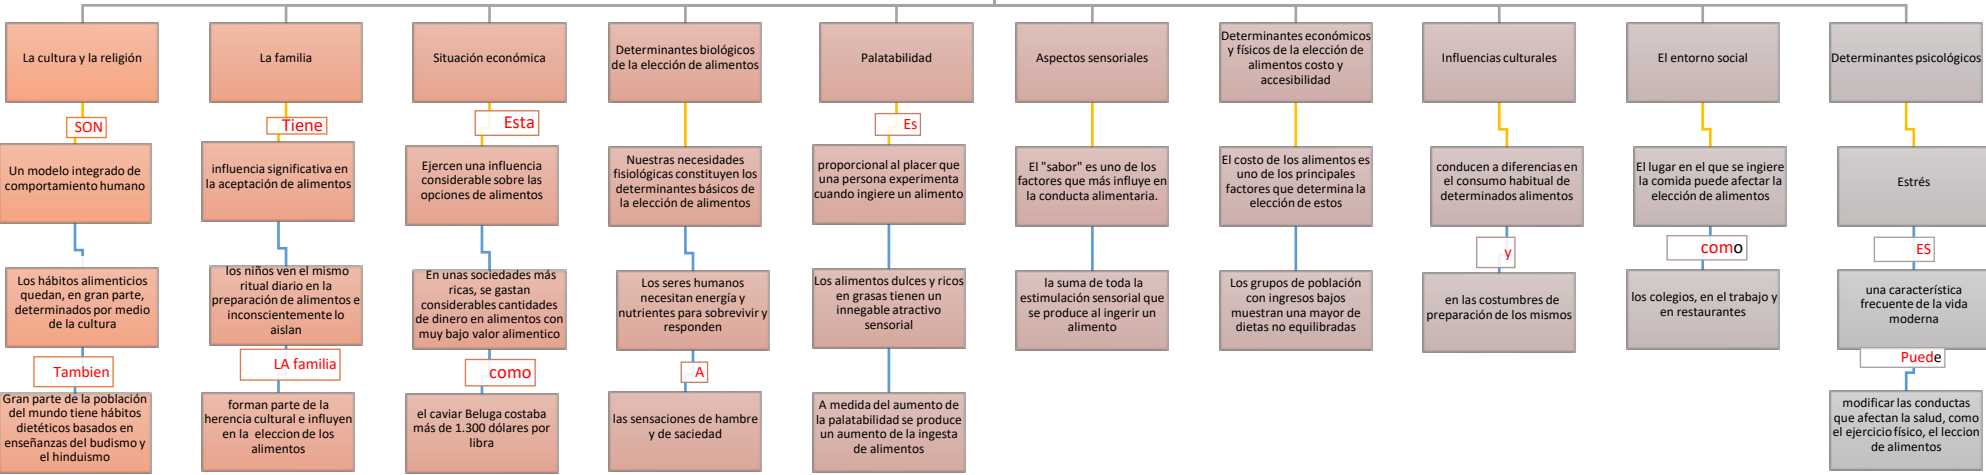 La cultura y la religión
La familia
Situación económica
Determinantes biológicos
de la elección de alimentos
Palatabilidad
Aspectos sensoriales
Determinantes económicos
y físicos de la elección de
alimentos costo y
accesibilidad
Influencias culturales
El entorno social
Determinantes psicológicos
SON
Tiene
Esta
Es
Un modelo integrado de
comportamiento humano
influencia significativa en
la aceptación de alimentos
Ejercen una influencia
considerable sobre las
opciones de alimentos
Nuestras necesidades
fisiológicas constituyen los
determinantes básicos de
la elección de alimentos
proporcional al placer que
una persona experimenta
cuando ingiere un alimento
El "sabor" es uno de los
factores que más influye en
la conducta alimentaria.
El costo de los alimentos es
uno de los principales
factores que determina la
elección de estos
conducen a diferencias en
el consumo habitual de
determinados alimentos
El lugar en el que se ingiere
la comida puede afectar la
elección de alimentos
Estrés
y
como
ES
Los hábitos alimenticios
quedan, en gran parte,
determinados por medio
de la cultura
los niños ven el mismo
ritual diario en la
preparación de alimentos e
inconscientemente lo
aislan
En unas sociedades más
ricas, se gastan
considerables cantidades
de dinero en alimentos con
muy bajo valor alimentico
Los seres humanos
necesitan energía y
nutrientes para sobrevivir y
responden
Los alimentos dulces y ricos
en grasas tienen un
innegable atractivo
sensorial
la suma de toda la
estimulación sensorial que
se produce al ingerir un
alimento
Los grupos de población
con ingresos bajos
muestran una mayor de
dietas no equilibradas
en las costumbres de
preparación de los mismos
los colegios, en el trabajo y
en restaurantes
una característica
frecuente de la vida
moderna
Tambien
LA familia
como
A
Puede
Gran parte de la población
del mundo tiene hábitos
dietéticos basados en
enseñanzas del budismo y
el hinduismo
forman parte de la
herencia cultural e influyen
en la eleccion de los
alimentos
el caviar Beluga costaba
más de 1.300 dólares por
libra
las sensaciones de hambre
y de saciedad
A medida del aumento de
la palatabilidad se produce
un aumento de la ingesta
de alimentos
modificar las conductas
que afectan la salud, como
el ejercicio físico, el leccion
de alimentos